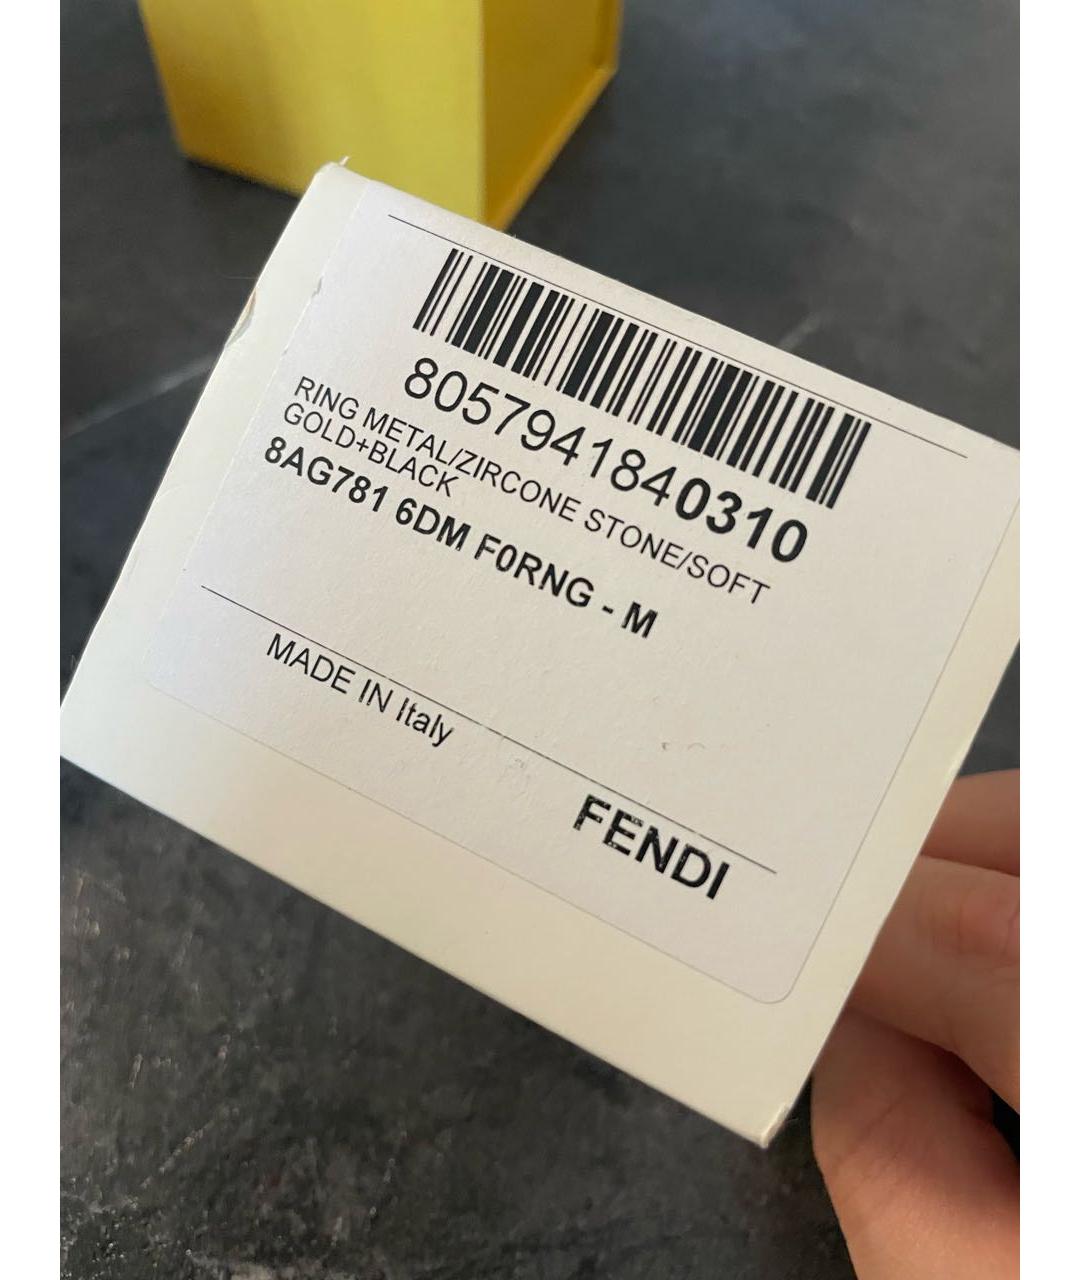 8057941840310
RING METAL/ZIRCONE STONE/SOFT
GOLD+BLACK
8AG781 6DM F0RNG - M
MADE IN Italy
FENDI